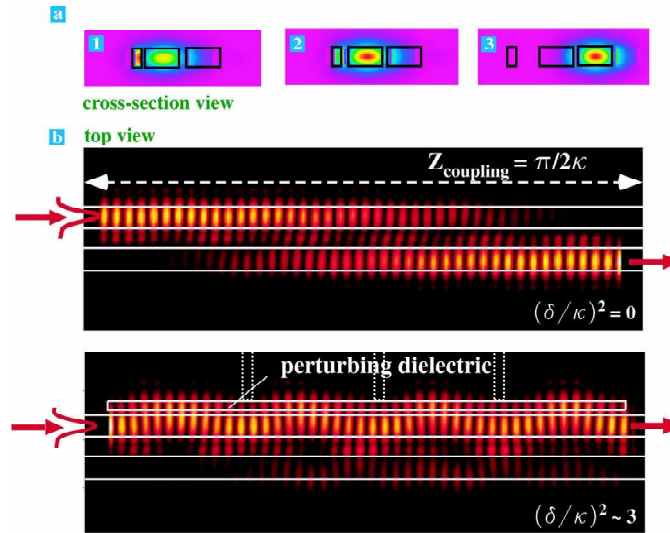 a
1
2
3
cross-section view
b top view
Z_coupling = π/2κ
(δ/κ)² = 0
perturbing dielectric
(δ/κ)² ~ 3